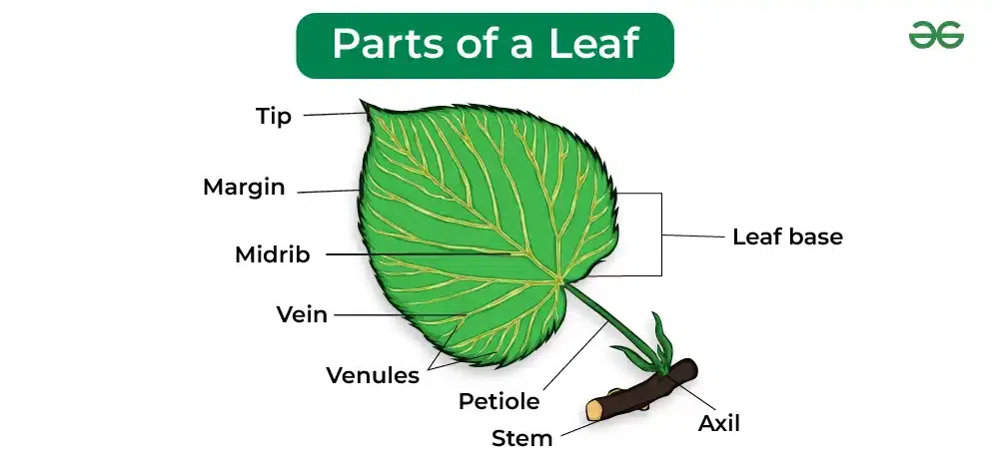 Parts of a Leaf
Tip
Margin
Midrib
Vein
Venules
Petiole
Stem
Axil
Leaf base